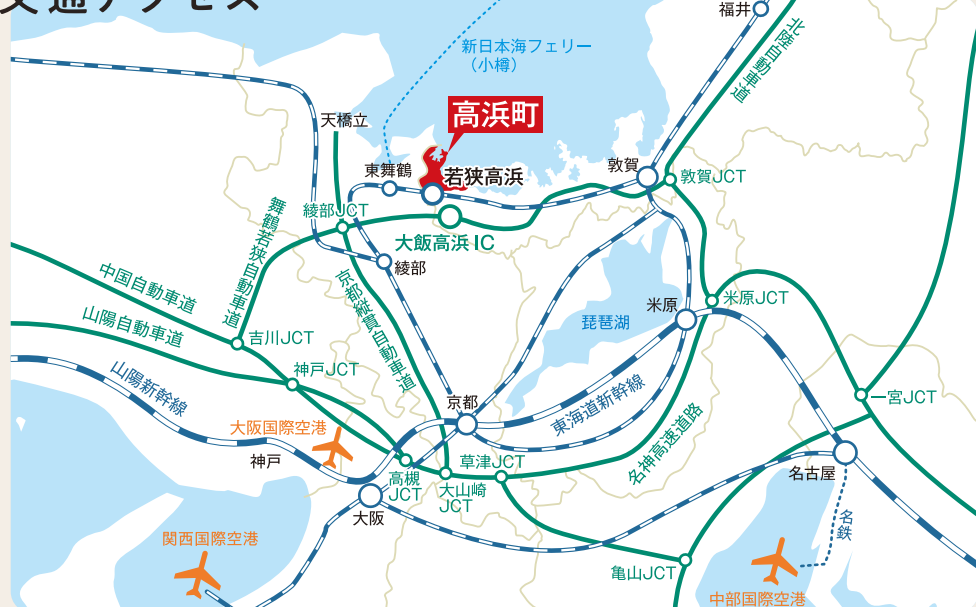 交通アクセス
福井
北陸自動車道
新日本海フェリー
（小樽）
高浜町
天橋立
東舞鶴
若狭高浜
敦賀
敦賀JCT
綾部JCT
舞鶴若狭自動車道
大飯高浜IC
綾部
中国自動車道
京都縦貫自動車道
米原
米原JCT
琵琶湖
山陽自動車道
吉川JCT
神戸JCT
山陽新幹線
京都
東海道新幹線
一宮JCT
大阪国際空港
神戸
名神高速道路
草津JCT
高槻
JCT
大山崎
JCT
名古屋
大阪
関西国際空港
名鉄
亀山JCT
中部国際空港